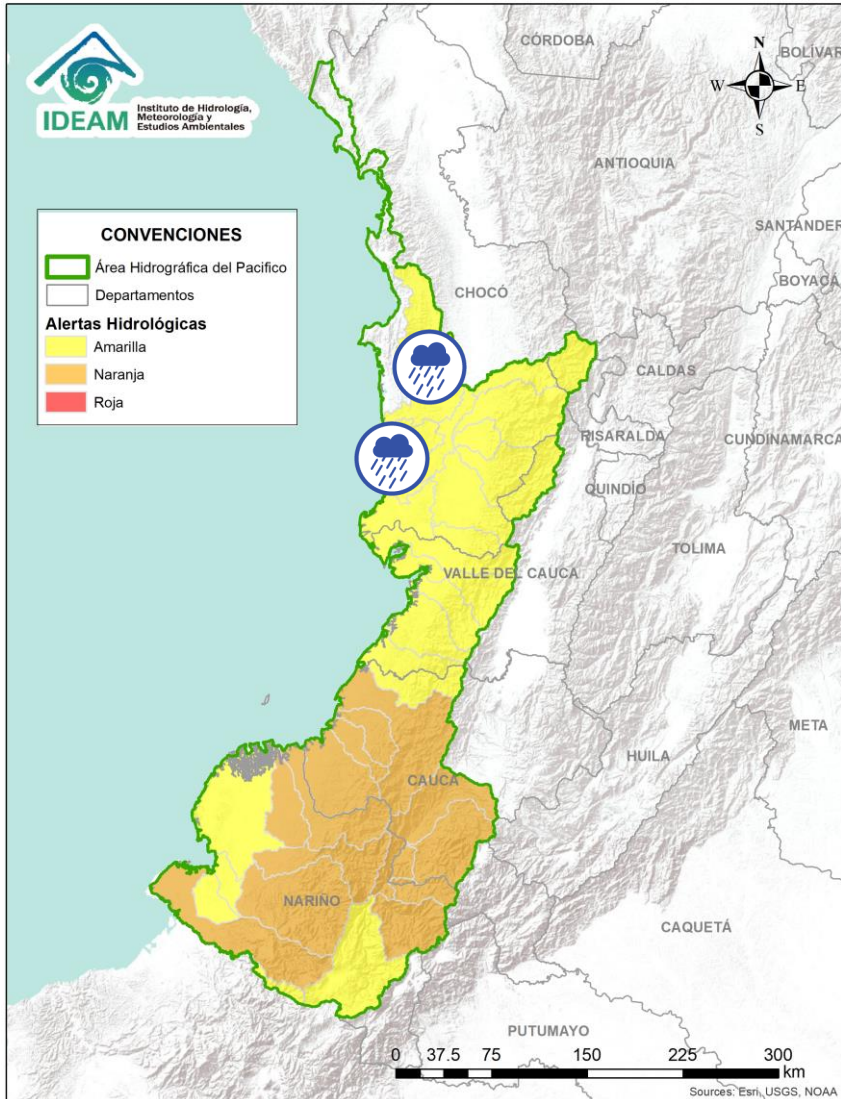 IDEAM
Instituto de Hidrología,
Meteorología y
Estudios Ambientales
CONVENCIONES
Área Hidrográfica del Pacifico
Departamentos
Alertas Hidrológicas
Amarilla
Naranja
Roja
N
W E
S
CÓRDOBA
BOLÍVAR
ANTIOQUIA
SANTANDER
BOYACÁ
CHOCÓ
CALDAS
RISARALDA
CUNDINAMARCA
QUINDÍO
TOLIMA
VALLE DEL CAUCA
META
HUILA
CAUCA
NARIÑO
CAQUETÁ
PUTUMAYO
0 37.5 75 150 225 300
km
Sources: Esri, USGS, NOAA